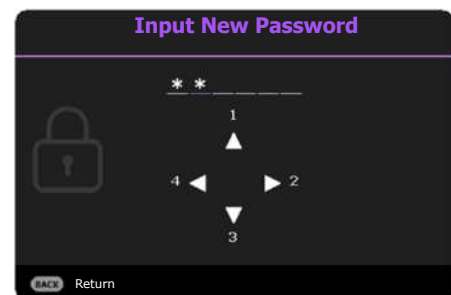 Input New Password
* * _ _ _ _
1
4 2
3
BACK Return